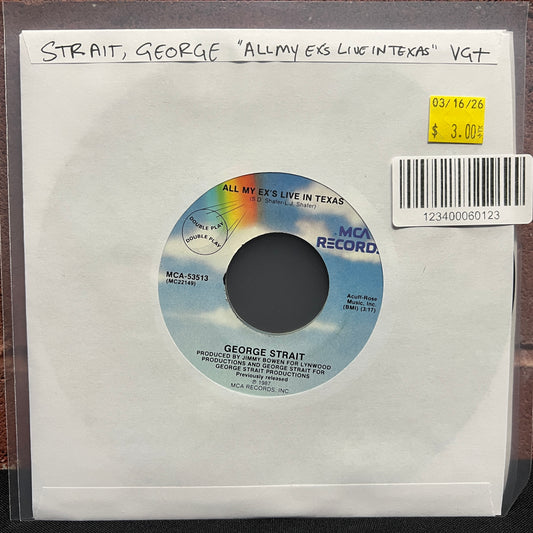 STRAIT, GEORGE "ALL MY EXS LIVE IN TEXAS" VG+
03/16/26
$ 3.00 +TX
123400060123
ALL MY EX'S LIVE IN TEXAS
(S.D. Shafer-L.J. Shafer)
DOUBLE PLAY
DOUBLE PLAY
MCA RECORDS
MCA-53513
(MC22149)
Acuff-Rose
Music, Inc.
(BMI) (3:17)
GEORGE STRAIT
PRODUCED BY JIMMY BOWEN FOR LYNWOOD
PRODUCTIONS AND GEORGE STRAIT FOR
GEORGE STRAIT PRODUCTIONS
Previously released
℗ 1987
MCA RECORDS, INC.